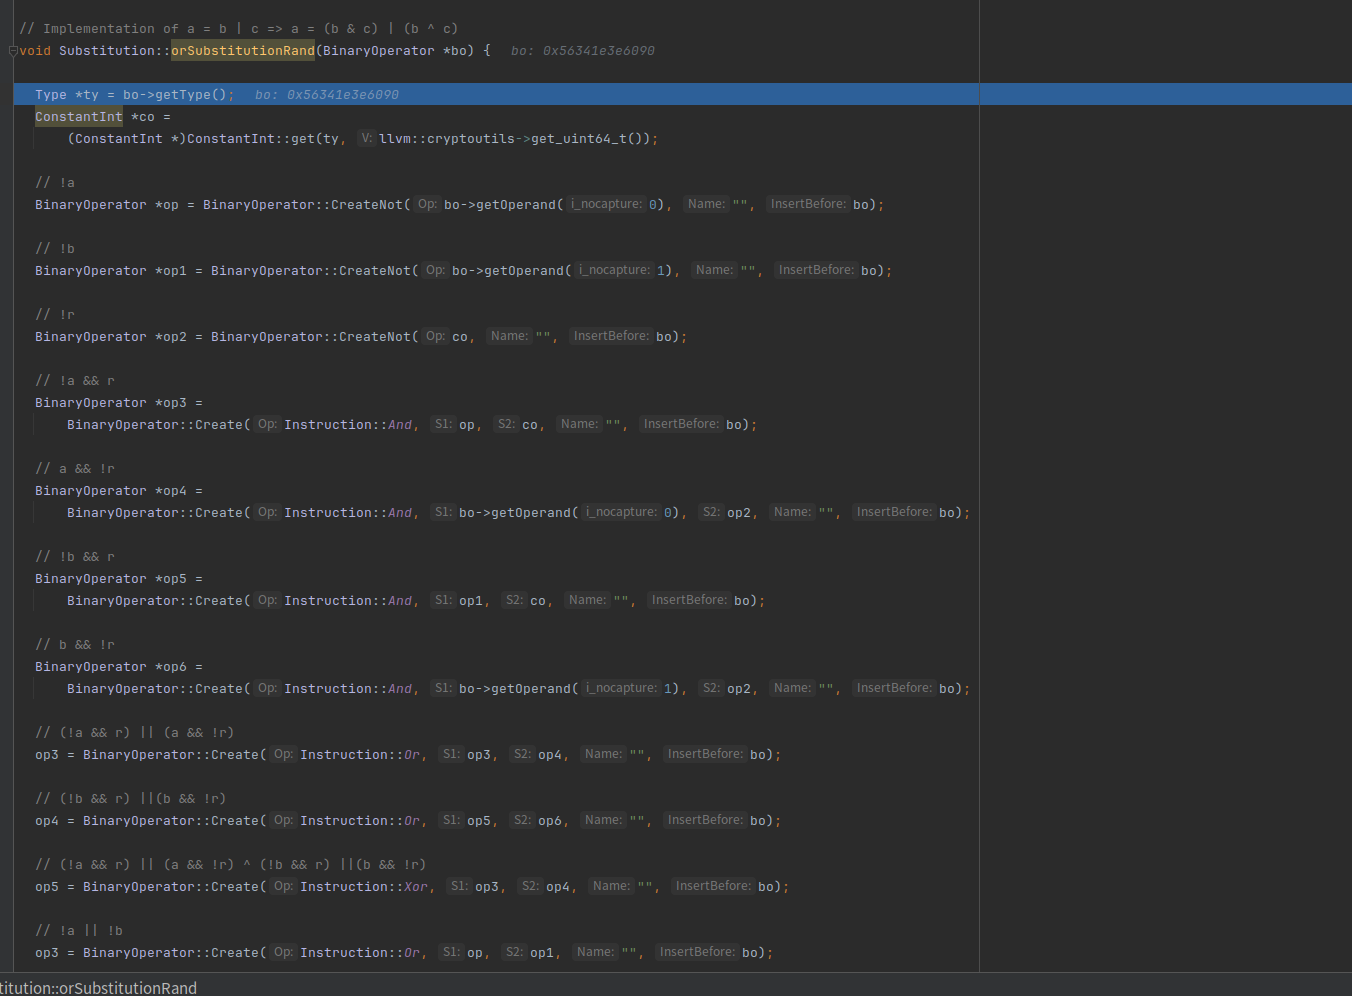 // Implementation of a = b | c => a = (b & c) | (b ^ c)
void Substitution::orSubstitutionRand(BinaryOperator *bo) {   bo: 0x56341e3e6090
Type *ty = bo->getType();   bo: 0x56341e3e6090
ConstantInt *co =
(ConstantInt *)ConstantInt::get(ty, V: llvm::cryptoutils->get_uint64_t());
// !a
BinaryOperator *op = BinaryOperator::CreateNot( Op: bo->getOperand( i_nocapture: 0), Name: "", InsertBefore: bo);
// !b
BinaryOperator *op1 = BinaryOperator::CreateNot( Op: bo->getOperand( i_nocapture: 1), Name: "", InsertBefore: bo);
// !r
BinaryOperator *op2 = BinaryOperator::CreateNot( Op: co, Name: "", InsertBefore: bo);
// !a && r
BinaryOperator *op3 =
BinaryOperator::Create( Op: Instruction::And, S1: op, S2: co, Name: "", InsertBefore: bo);
// a && !r
BinaryOperator *op4 =
BinaryOperator::Create( Op: Instruction::And, S1: bo->getOperand( i_nocapture: 0), S2: op2, Name: "", InsertBefore: bo);
// !b && r
BinaryOperator *op5 =
BinaryOperator::Create( Op: Instruction::And, S1: op1, S2: co, Name: "", InsertBefore: bo);
// b && !r
BinaryOperator *op6 =
BinaryOperator::Create( Op: Instruction::And, S1: bo->getOperand( i_nocapture: 1), S2: op2, Name: "", InsertBefore: bo);
// (!a && r) || (a && !r)
op3 = BinaryOperator::Create( Op: Instruction::Or, S1: op3, S2: op4, Name: "", InsertBefore: bo);
// (!b && r) ||(b && !r)
op4 = BinaryOperator::Create( Op: Instruction::Or, S1: op5, S2: op6, Name: "", InsertBefore: bo);
// (!a && r) || (a && !r) ^ (!b && r) ||(b && !r)
op5 = BinaryOperator::Create( Op: Instruction::Xor, S1: op3, S2: op4, Name: "", InsertBefore: bo);
// !a || !b
op3 = BinaryOperator::Create( Op: Instruction::Or, S1: op, S2: op1, Name: "", InsertBefore: bo);
titution::orSubstitutionRand